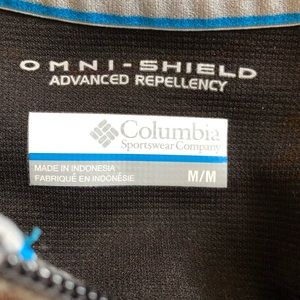 OMNI-SHIELD
ADVANCED REPELLENCY
Columbia
Sportswear Company
MADE IN INDONESIA
FABRIQUÉ EN INDONÉSIE
M/M